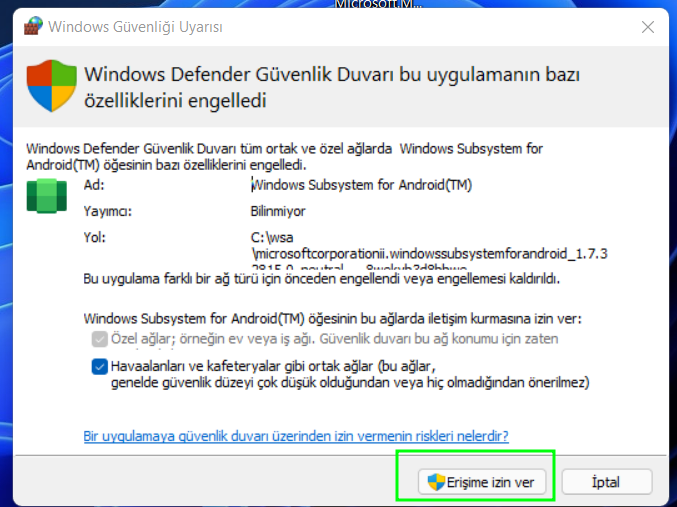 Microsoft.M...
Windows Güvenliği Uyarısı
Windows Defender Güvenlik Duvarı bu uygulamanın bazı
özelliklerini engelledi
Windows Defender Güvenlik Duvarı tüm ortak ve özel ağlarda Windows Subsystem for
Android(TM) öğesinin bazı özelliklerini engelledi.
Ad: Windows Subsystem for Android(TM)
Yayımcı: Bilinmiyor
Yol: C:\wsa
\microsoftcorporationii.windowssubsystemforandroid_1.7.3
Bu uygulama farklı bir ağ türü için önceden engellendi veya engellemesi kaldırıldı.
Windows Subsystem for Android(TM) öğesinin bu ağlarda iletişim kurmasına izin ver:
Özel ağlar; örneğin ev veya iş ağı. Güvenlik duvarı bu ağ konumu için zaten
Havaalanları ve kafeteryalar gibi ortak ağlar (bu ağlar,
genelde güvenlik düzeyi çok düşük olduğundan veya hiç olmadığından önerilmez)
Bir uygulamaya güvenlik duvarı üzerinden izin vermenin riskleri nelerdir?
Erişime izin ver
İptal